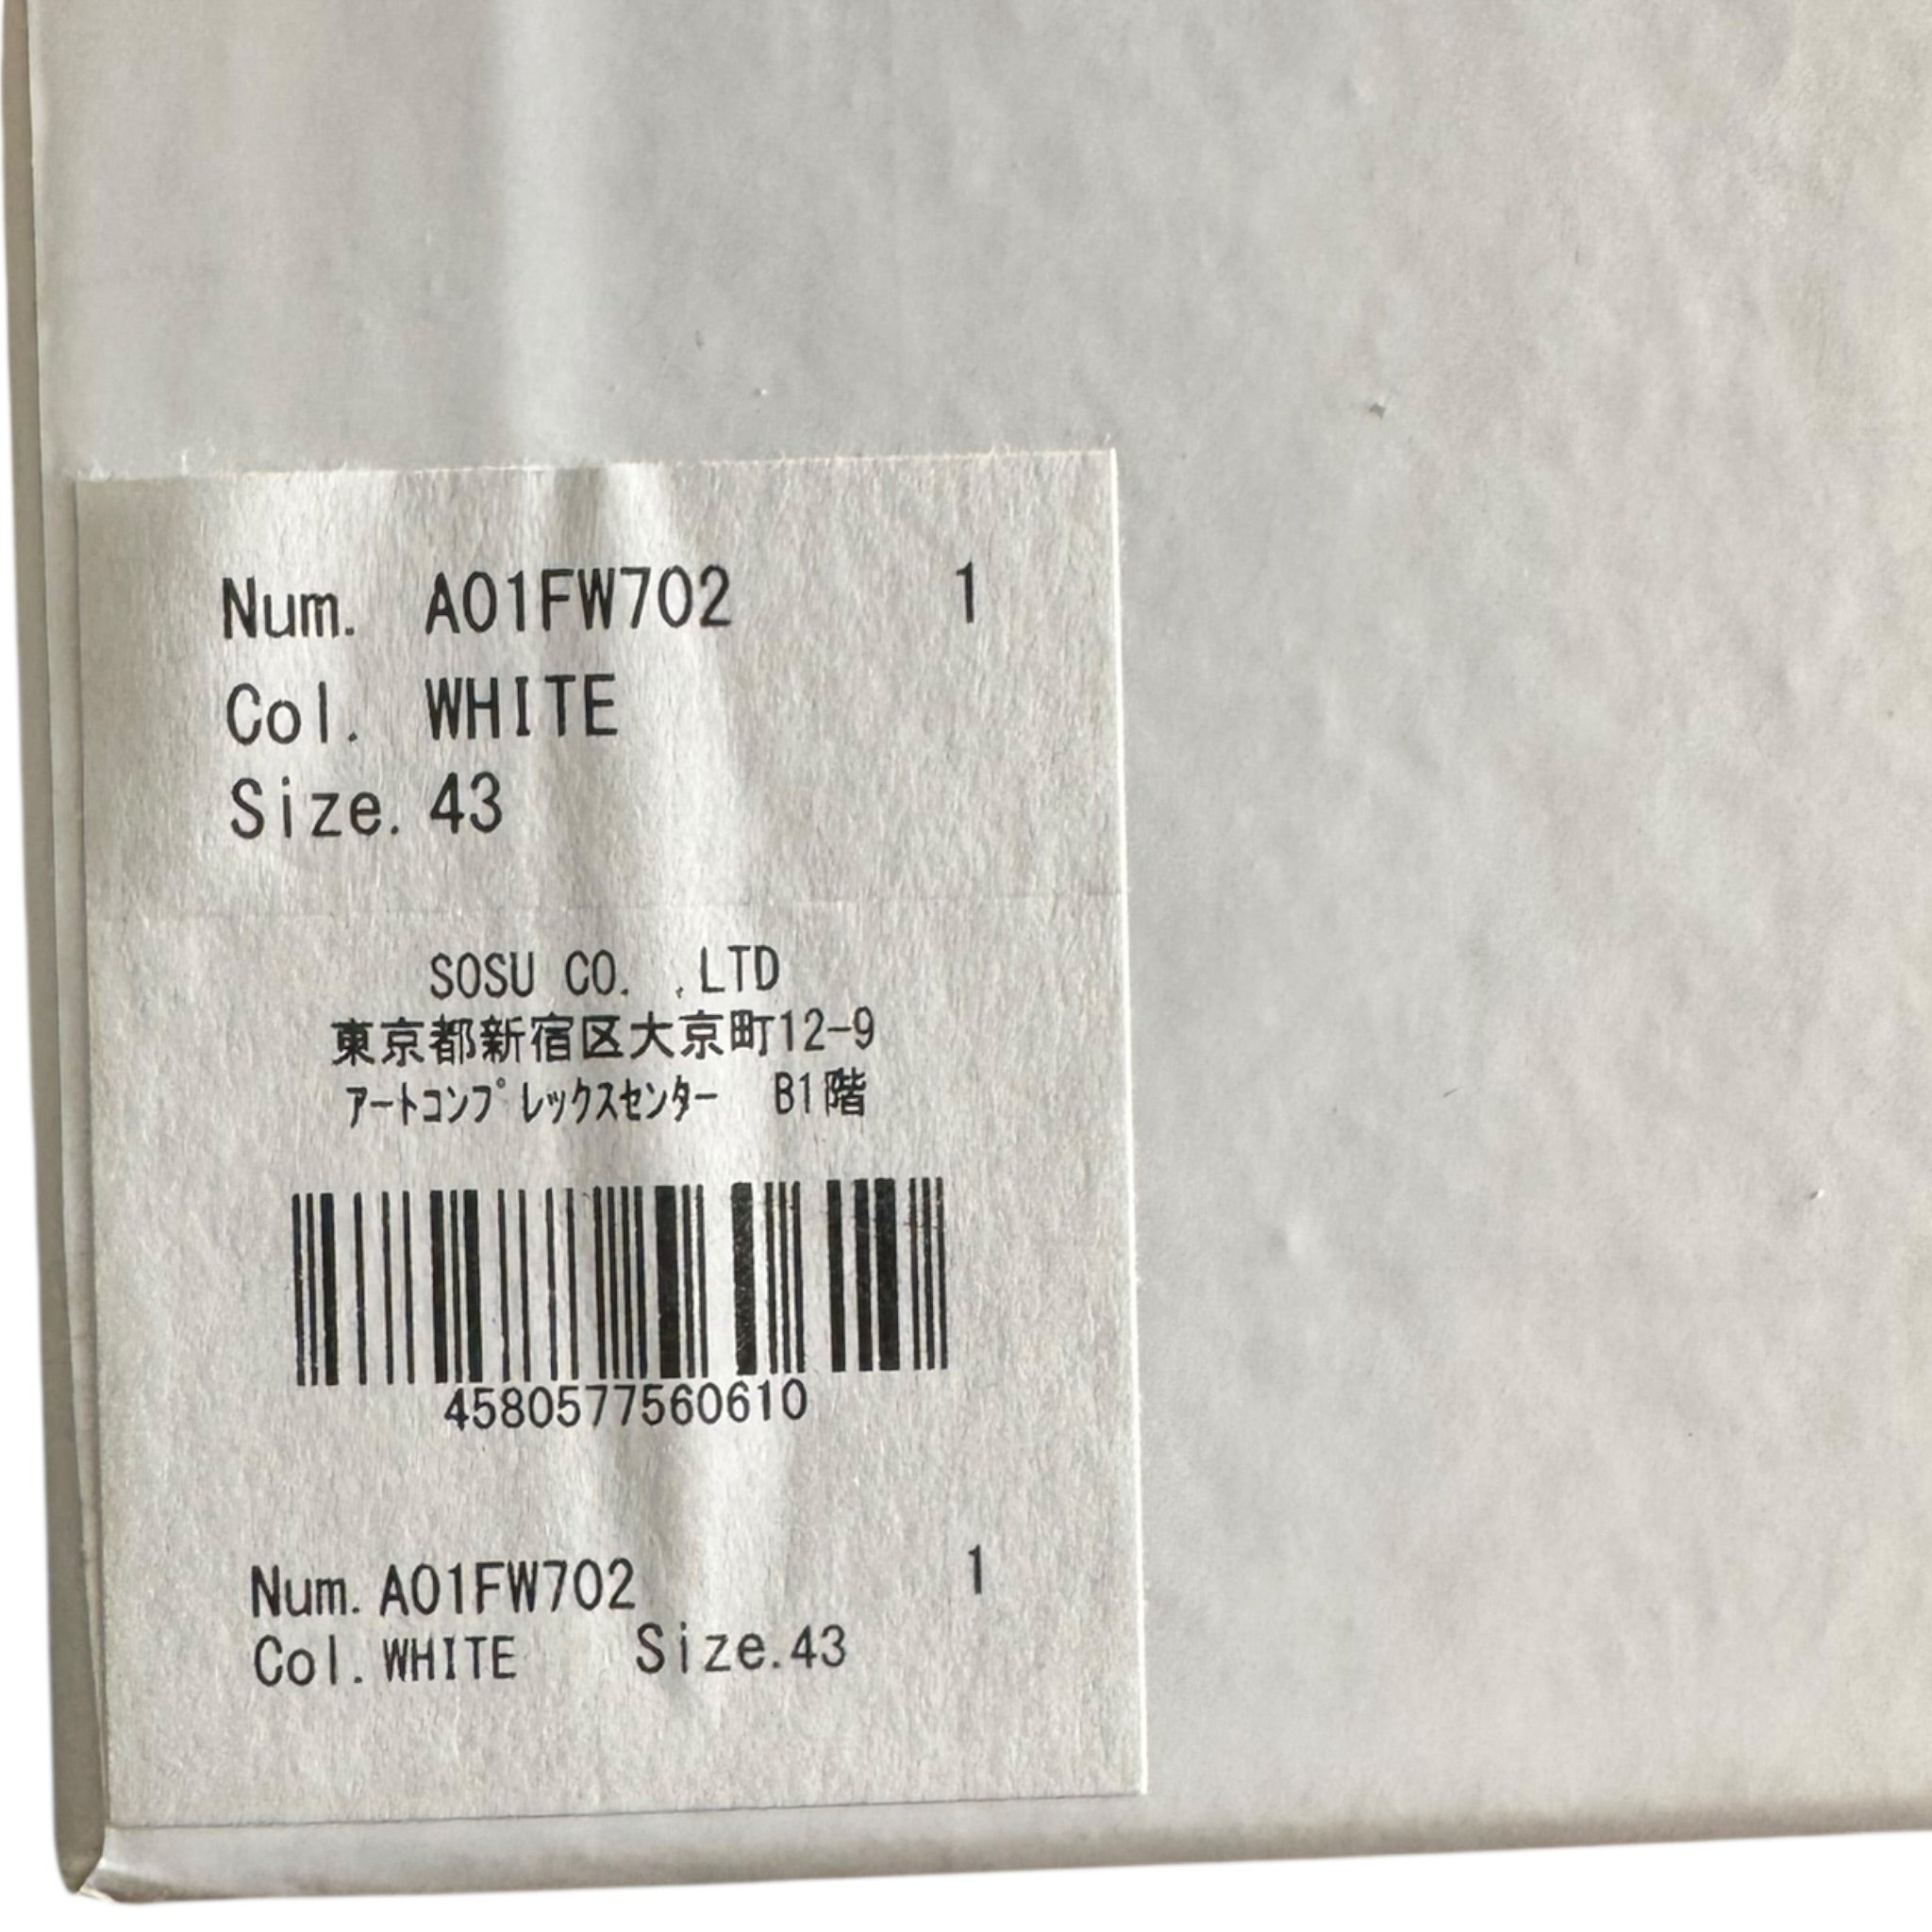 Num. A01FW702 1
Col. WHITE
Size. 43
SOSU CO. ,LTD
東京都新宿区大京町12-9
ｱｰﾄｺﾝﾌﾟﾚｯｸｽｾﾝﾀｰ B1階
4580577560610
Num. A01FW702 1
Col. WHITE Size. 43